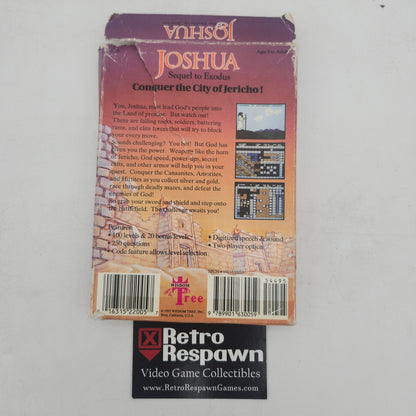 JOSHUA
JOSHUA
Ages 9 to Adult
Sequel to Exodus
Conquer the City of Jericho !
You, Joshua, must lead God's people into
the Land of promise. But watch out!
There are falling rocks, soldiers, battering
rams, and elite forces that will try to block
your every move.
Sounds challenging? You bet! But God has
given you the power. Weapons like the horn
of Jericho, God speed, power-ups, secret
exits, and other armor will help you in your
quest. Conquer the Canaanites, Amorites,
and Hittites as you collect silver and gold,
race through deadly mazes, and defeat the
enemies of God!
So grab your sword and shield and step onto
the battlefield. The challenge awaits you!
Features:
• 100 levels & 20 bonus levels
• 250 questions
• Code feature allows level selection
• Digitized speech & sound
• Two-player option
WISDOM
Tree
54495
Retro
Respawn
Video Game Collectibles
www.RetroRespawnGames.com